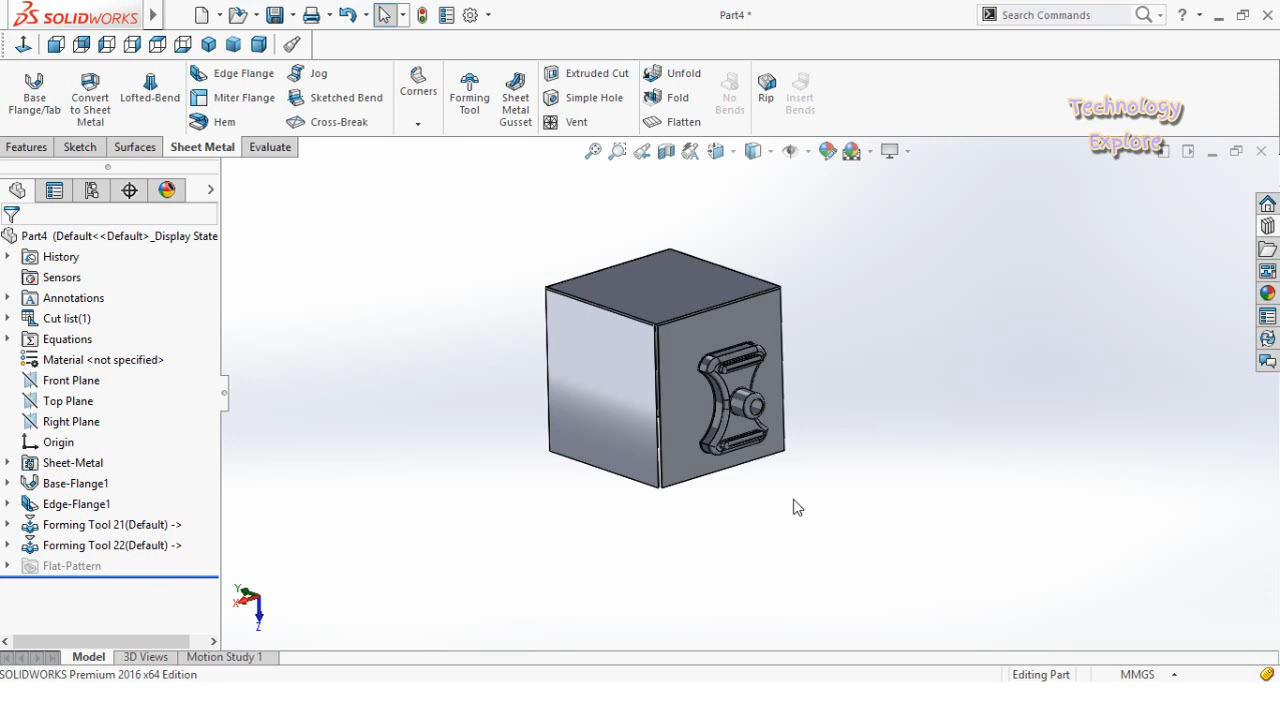 SOLIDWORKS
Part4 *
Search Commands
?
Base Flange/Tab
Convert to Sheet Metal
Lofted-Bend
Edge Flange
Miter Flange
Hem
Jog
Sketched Bend
Cross-Break
Corners
Forming Tool
Sheet Metal Gusset
Extruded Cut
Simple Hole
Vent
Unfold
Fold
Flatten
No Bends
Rip
Insert Bends
Technology
Explore
Features
Sketch
Surfaces
Sheet Metal
Evaluate
Part4 (Default<<Default>_Display State
History
Sensors
Annotations
Cut list(1)
Equations
Material <not specified>
Front Plane
Top Plane
Right Plane
Origin
Sheet-Metal
Base-Flange1
Edge-Flange1
Forming Tool 21(Default) ->
Forming Tool 22(Default) ->
Flat-Pattern
Y
X
Z
Model
3D Views
Motion Study 1
SOLIDWORKS Premium 2016 x64 Edition
Editing Part
MMGS